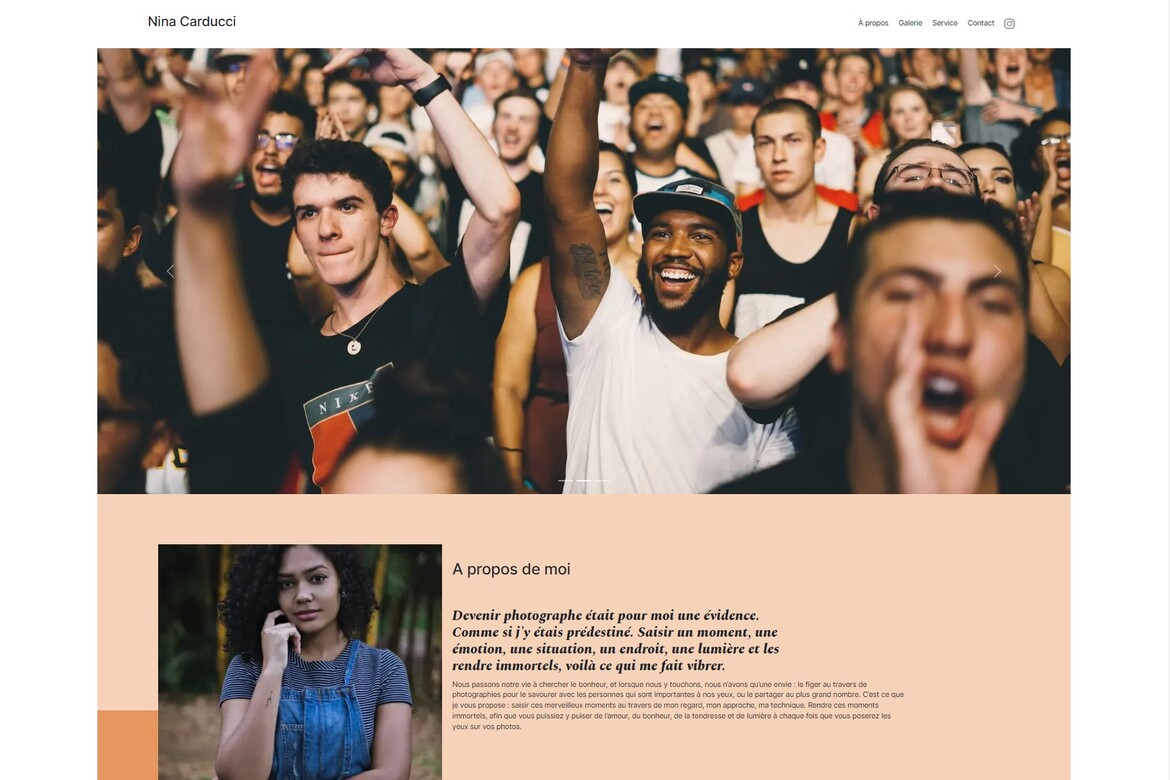 Nina Carducci
À propos Galerie Service Contact
NIKE
A propos de moi
Devenir photographe était pour moi une évidence.
Comme si j'y étais prédestiné. Saisir un moment, une
émotion, une situation, un endroit, une lumière et les
rendre immortels, voilà ce qui me fait vibrer.
Nous passons notre vie à chercher le bonheur, et lorsque nous y touchons, nous n'avons qu'une envie : le figer au travers de
photographies pour le savourer avec les personnes qui sont importantes à nos yeux, ou le partager au plus grand nombre. C'est ce que
je vous propose : saisir ces merveilleux moments au travers de mon regard, mon approche, ma technique. Rendre ces moments
immortels, afin que vous puissiez y puiser de l'amour, du bonheur, de la tendresse et de lumière à chaque fois que vous poserez les
yeux sur vos photos.